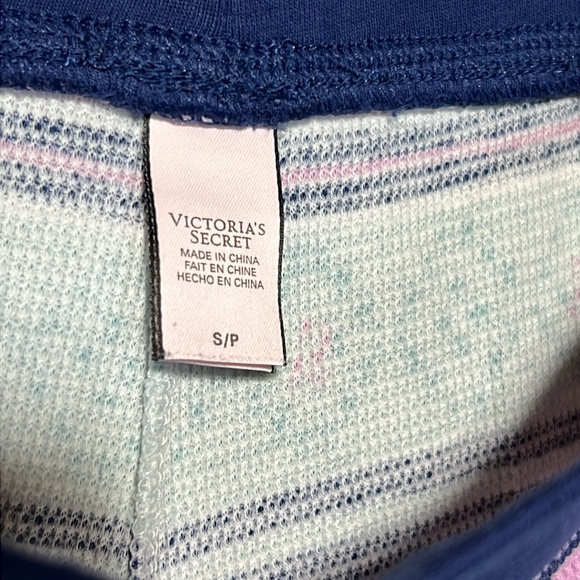 VICTORIA'S
SECRET
MADE IN CHINA
FAIT EN CHINE
HECHO EN CHINA
S/P